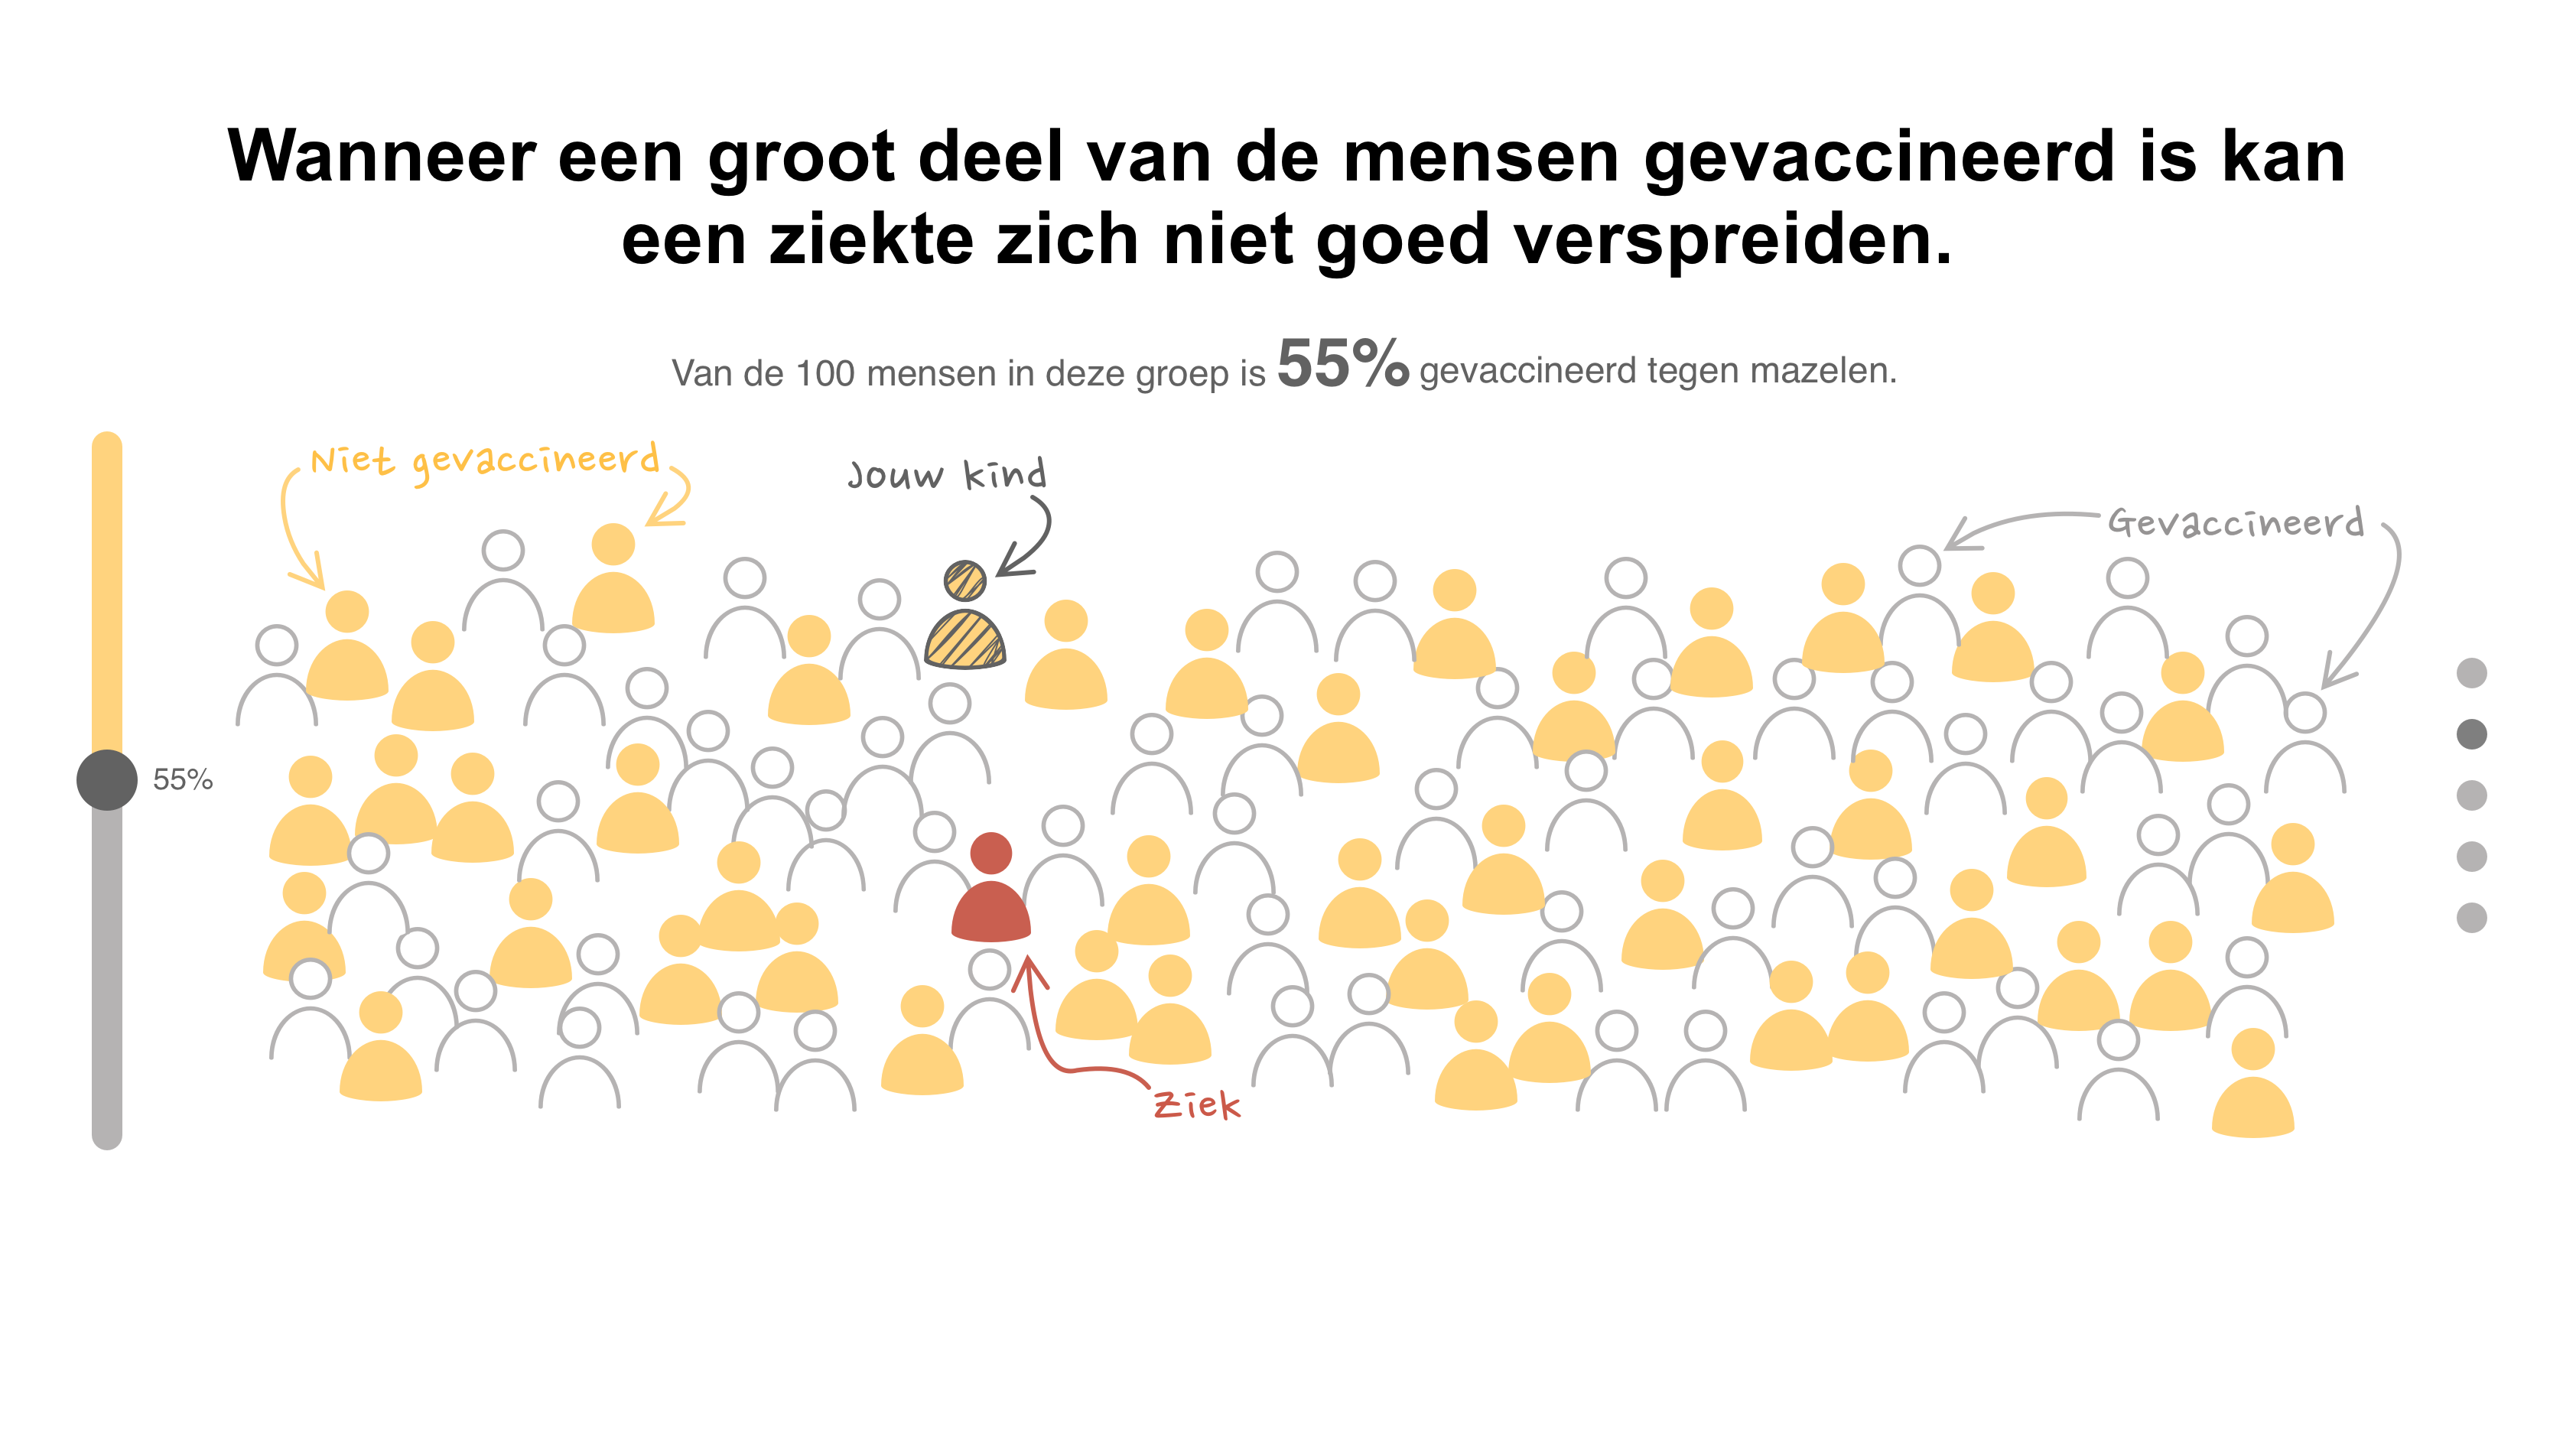 Wanneer een groot deel van de mensen gevaccineerd is kan
een ziekte zich niet goed verspreiden.
Van de 100 mensen in deze groep is 55% gevaccineerd tegen mazelen.
Niet gevaccineerd
Jouw kind
Gevaccineerd
55%
Ziek